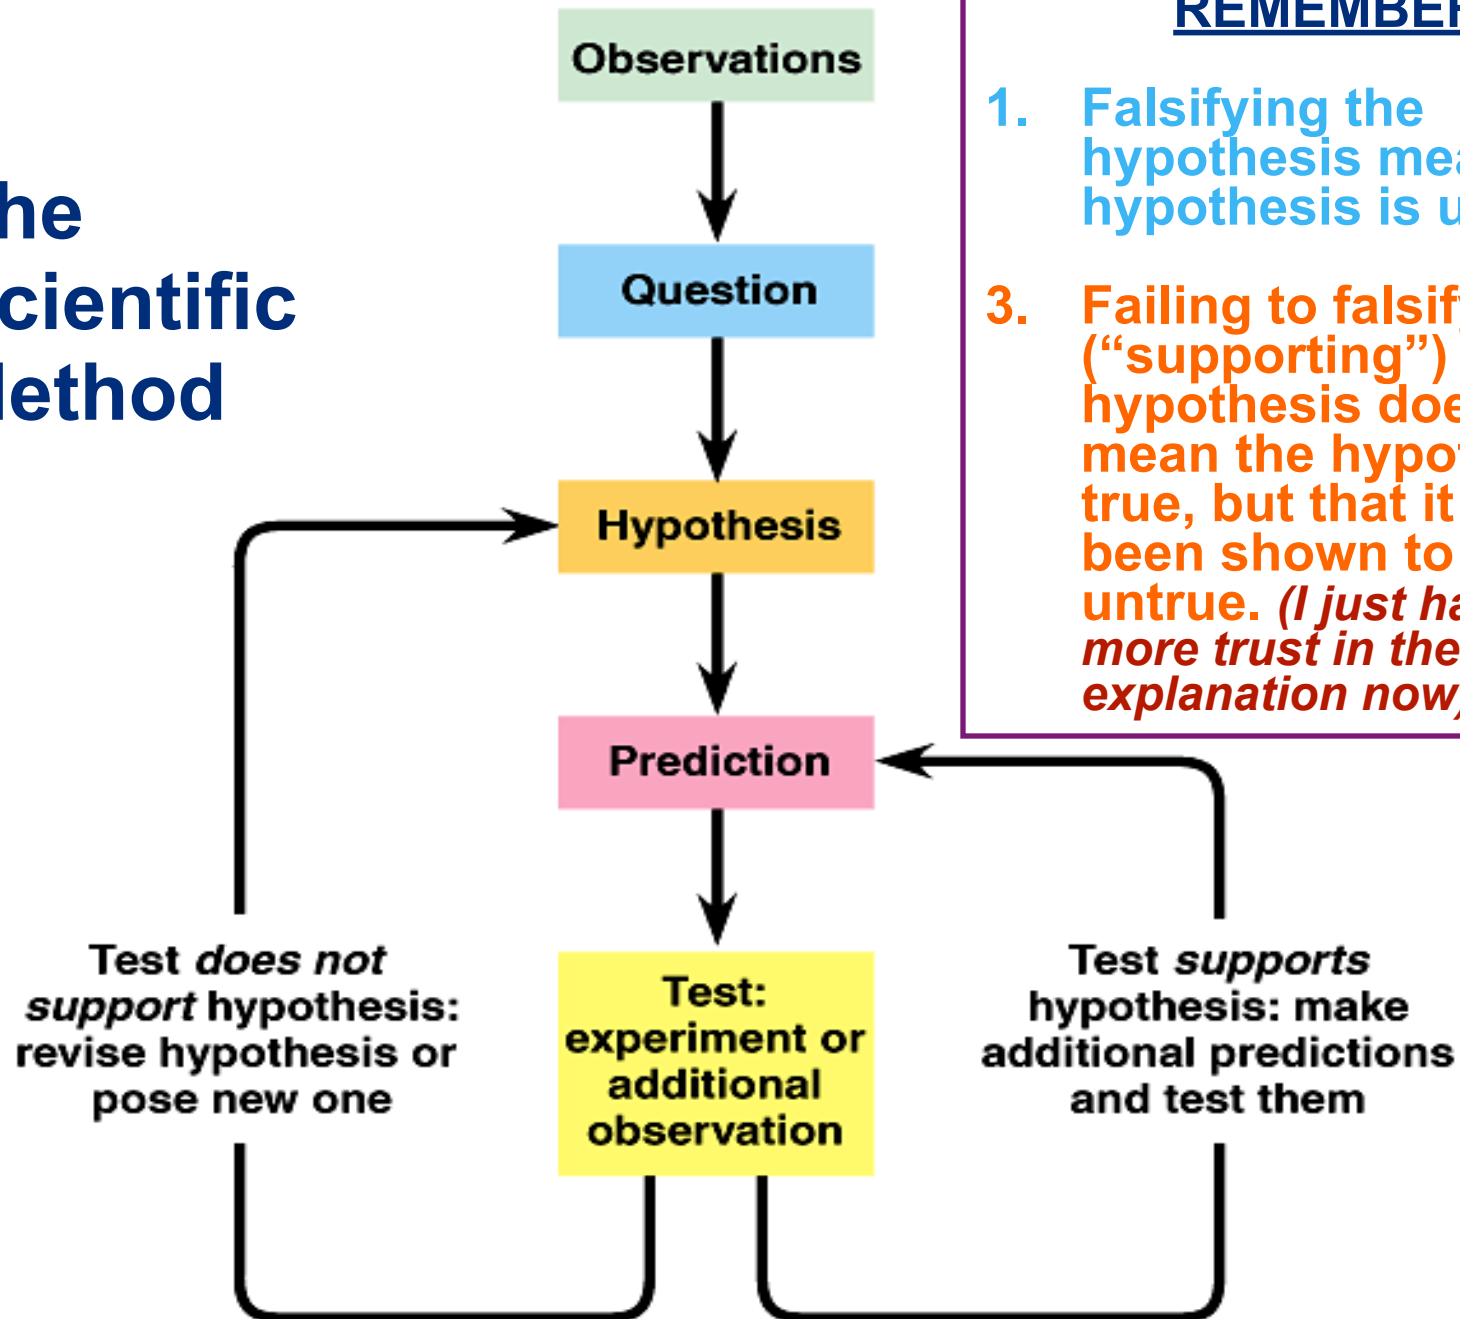 he
cientific
ethod
Observations
Question
Hypothesis
Prediction
Test:
experiment or
additional
observation
Test does not
support hypothesis:
revise hypothesis or
pose new one
Test supports
hypothesis: make
additional predictions
and test them
REMEMBER
1. Falsifying the
hypothesis mea
hypothesis is u
3. Failing to falsify
(“supporting”)
hypothesis doe
mean the hypot
true, but that it
been shown to
untrue. (I just ha
more trust in the
explanation now)